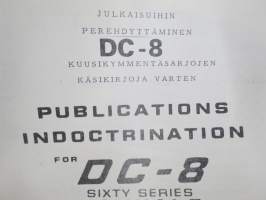 JULKAISUIHIN
PEREHDYTTÄMINEN
DC-8
KUUSIKYMMENTÄSARJOJEN
KÄSIKIRJOJA VARTEN
PUBLICATIONS
INDOCTRINATION
FOR DC-8
SIXTY SERIES